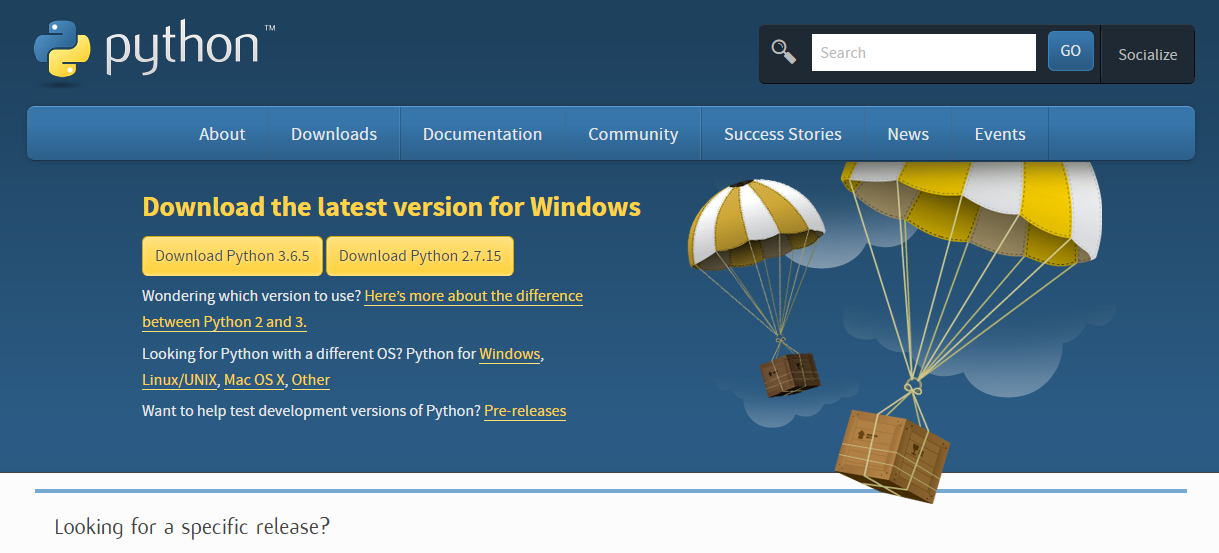 python™
Search
GO
Socialize
About
Downloads
Documentation
Community
Success Stories
News
Events
Download the latest version for Windows
Download Python 3.6.5
Download Python 2.7.15
Wondering which version to use? Here’s more about the difference
between Python 2 and 3.
Looking for Python with a different OS? Python for Windows,
Linux/UNIX, Mac OS X, Other
Want to help test development versions of Python? Pre-releases
Looking for a specific release?